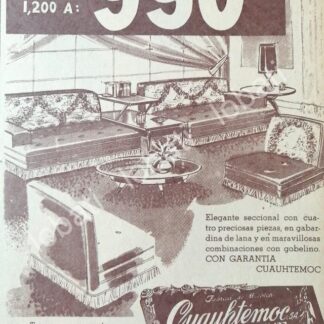 1,200 A:
990
Elegante seccional con cua-
tro preciosas piezas, en gabar-
dina de lana y en maravillosas
combinaciones con gobelino.
CON GARANTIA
CUAUHTEMOC
Cuauhtemoc S.A.